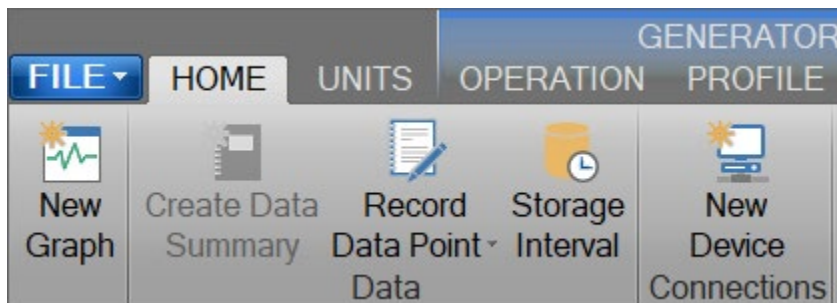 GENERATOR
FILE HOME UNITS OPERATION PROFILE
New Graph
Create Data Summary
Record Data Point
Storage Interval
New Device
Data
Connections